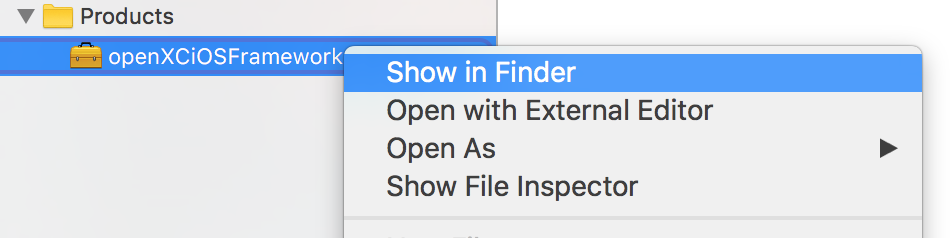 Products
openXCiOSFramework
Show in Finder
Open with External Editor
Open As
Show File Inspector